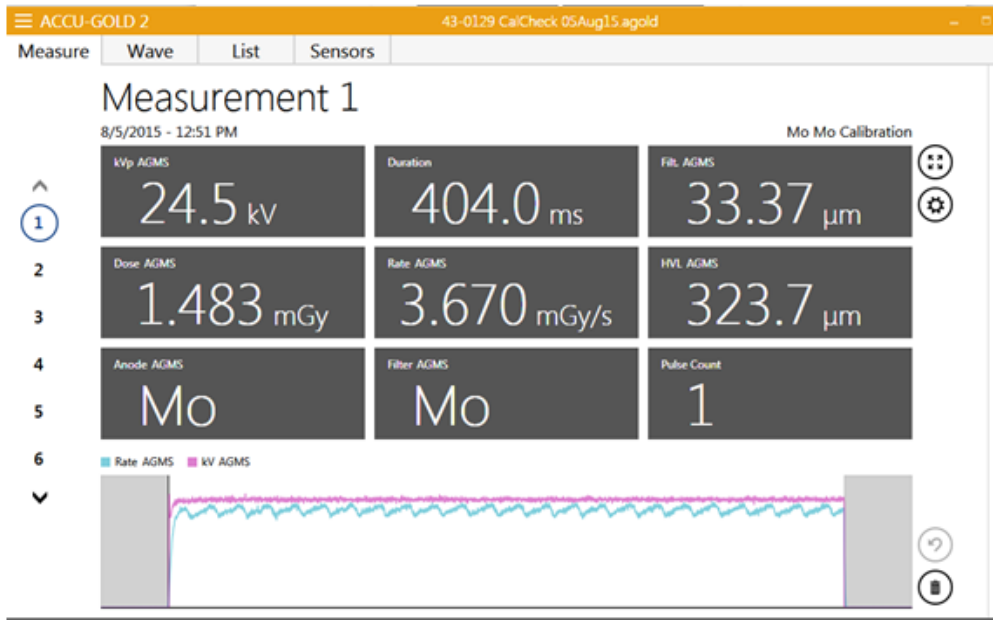 ACCU-GOLD 2
43-0129 CalCheck 05Aug15.agold
Measure Wave List Sensors
Measurement 1
8/5/2015 - 12:51 PM
Mo Mo Calibration
kVp AGMS
24.5 kV
Duration
404.0 ms
Filt. AGMS
33.37 µm
Dose AGMS
1.483 mGy
Rate AGMS
3.670 mGy/s
HVL AGMS
323.7 µm
Anode AGMS
Mo
Filter AGMS
Mo
Pulse Count
1
1
2
3
4
5
6
Rate AGMS kV AGMS